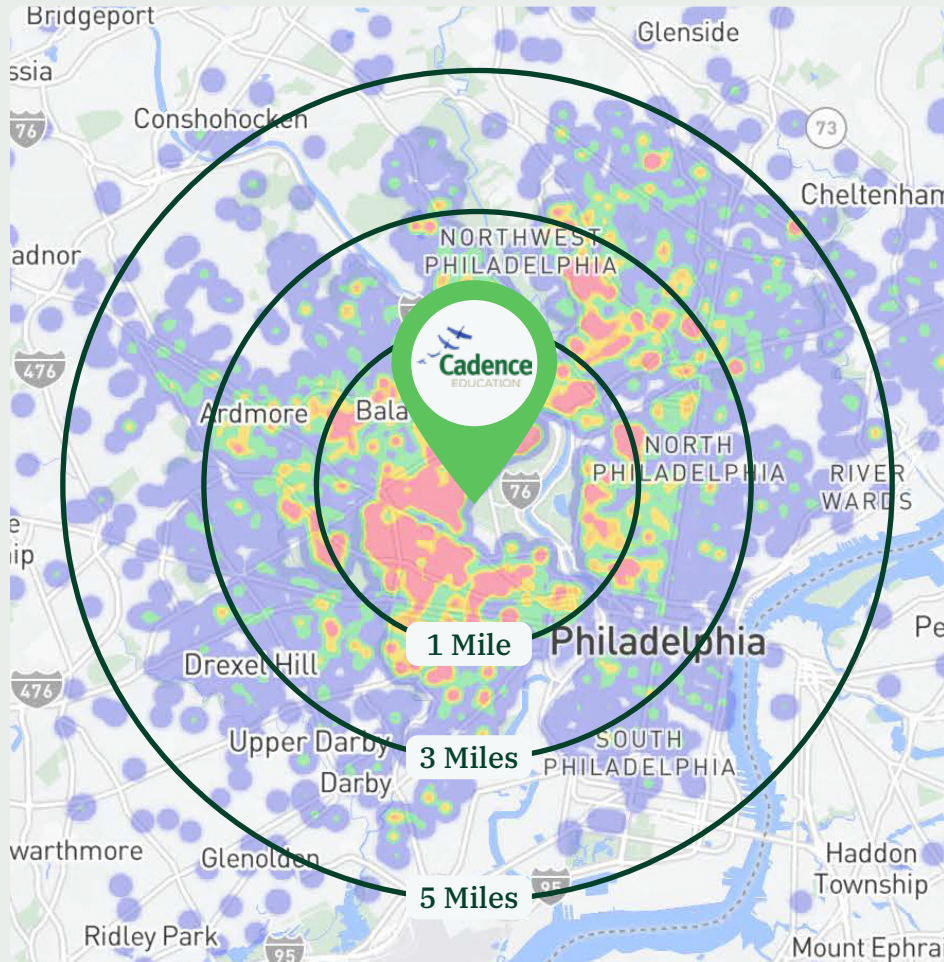 Bridgeport
Glenside
ssia
76
Conshohocken
73
Cheltenham
adnor
NORTHWEST
PHILADELPHIA
Cadence
EDUCATION
476
Ardmore
Bala
NORTH
PHILADELPHIA
76
RIVER
WARDS
e
ip
1 Mile
Philadelphia
Pe
Drexel Hill
476
Upper Darby
SOUTH
PHILADELPHIA
3 Miles
Darby
warthmore
Glenolden
Haddon
Township
5 Miles
95
Ridley Park
95
Mount Ephra